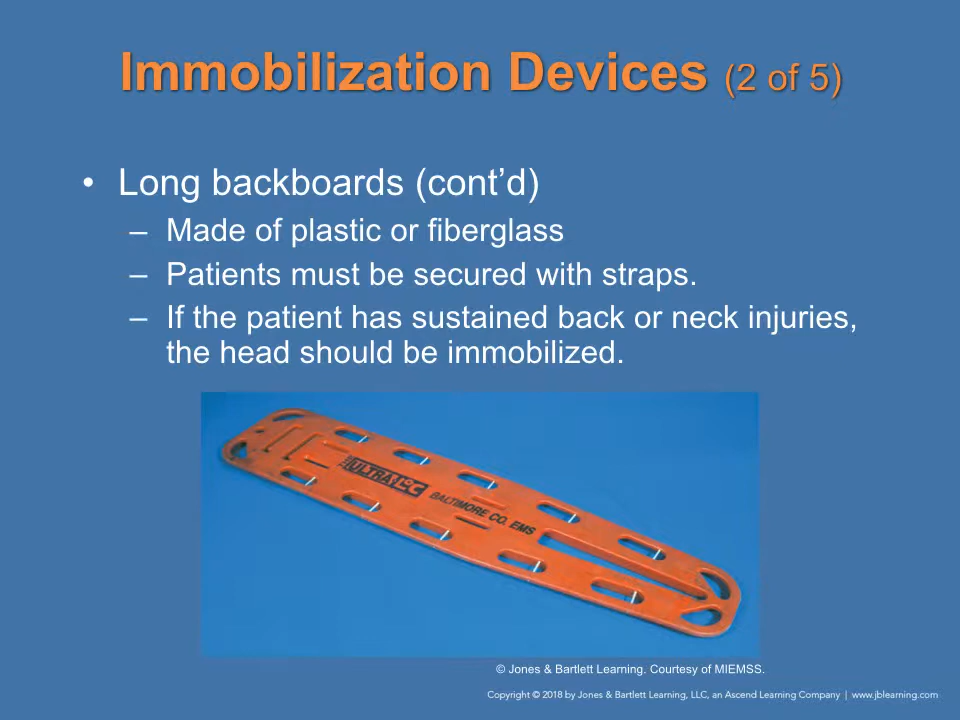 Immobilization Devices (2 of 5)
• Long backboards (cont’d)
– Made of plastic or fiberglass
– Patients must be secured with straps.
– If the patient has sustained back or neck injuries,
the head should be immobilized.
ULTRA-LOC
BALTIMORE CO. EMS
© Jones & Bartlett Learning. Courtesy of MIEMSS.
Copyright © 2018 by Jones & Bartlett Learning, LLC, an Ascend Learning Company | www.jblearning.com